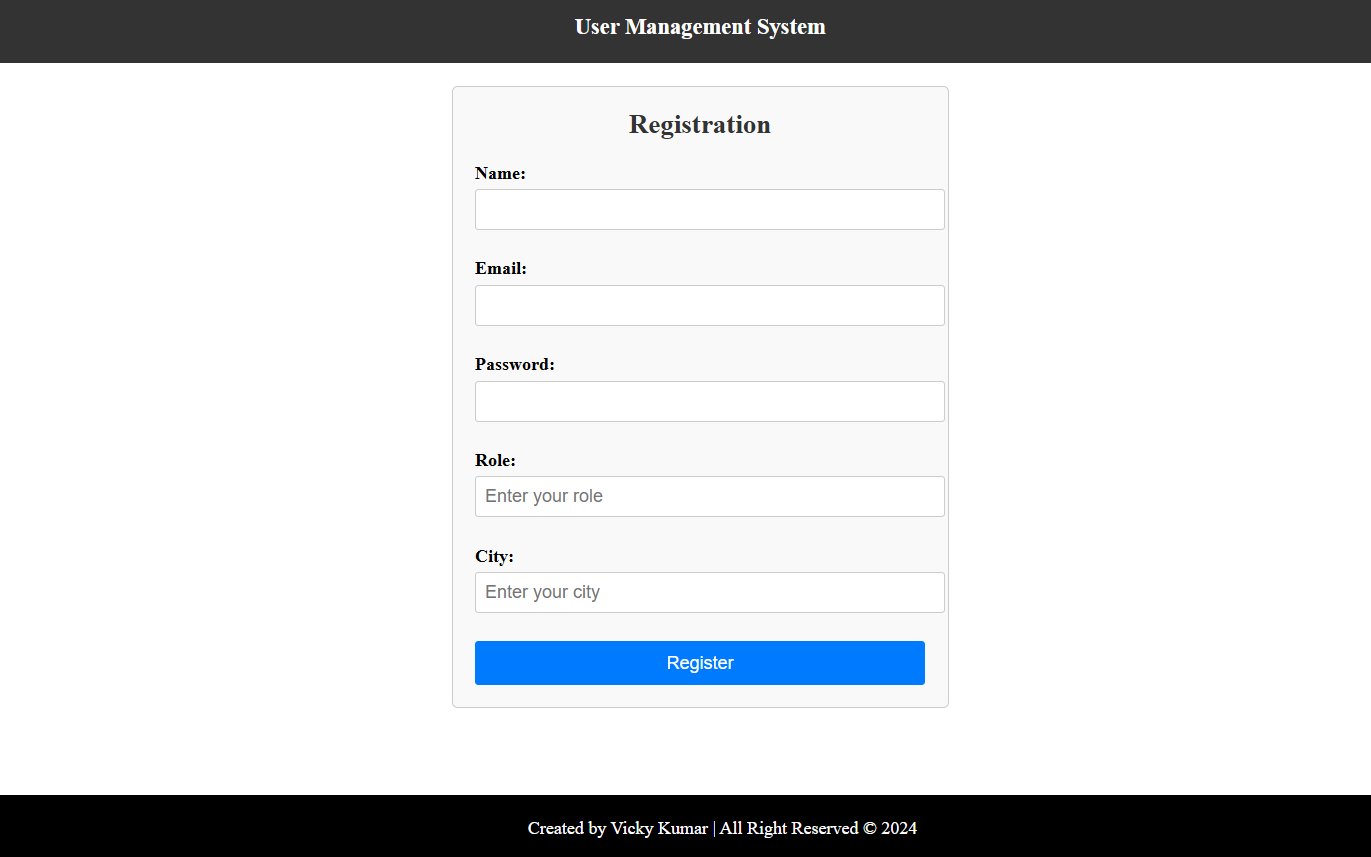 User Management System
Registration
Name:
Email:
Password:
Role:
Enter your role
City:
Enter your city
Register
Created by Vicky Kumar | All Right Reserved © 2024